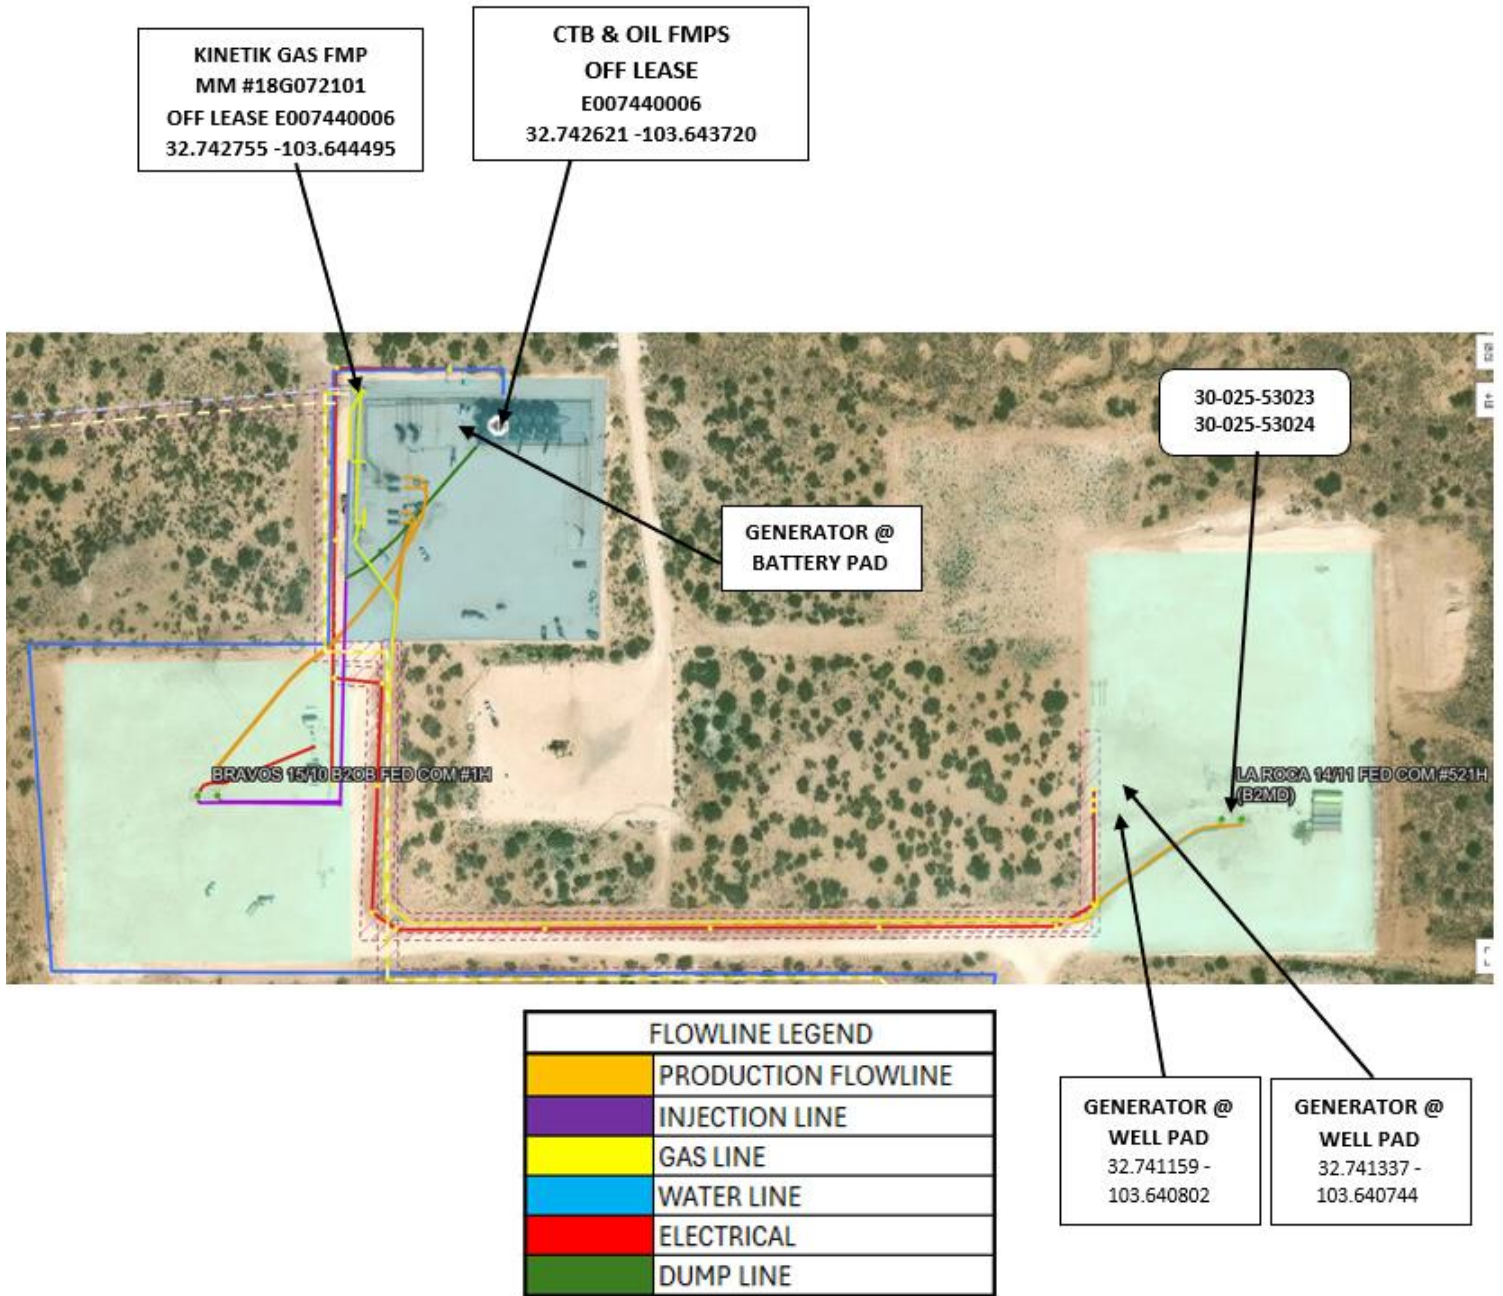 KINETIK GAS FMP
MM #18G072101
OFF LEASE E007440006
32.742755 -103.644495
CTB & OIL FMPS
OFF LEASE
E007440006
32.742621 -103.643720
30-025-53023
30-025-53024
GENERATOR @
BATTERY PAD
BRAVOS 15/10 B2OB FED COM #1H
LA ROCA 14/11 FED COM #521H
(B2MD)
GENERATOR @
WELL PAD
32.741159 -
103.640802
GENERATOR @
WELL PAD
32.741337 -
103.640744
FLOWLINE LEGEND
PRODUCTION FLOWLINE
INJECTION LINE
GAS LINE
WATER LINE
ELECTRICAL
DUMP LINE